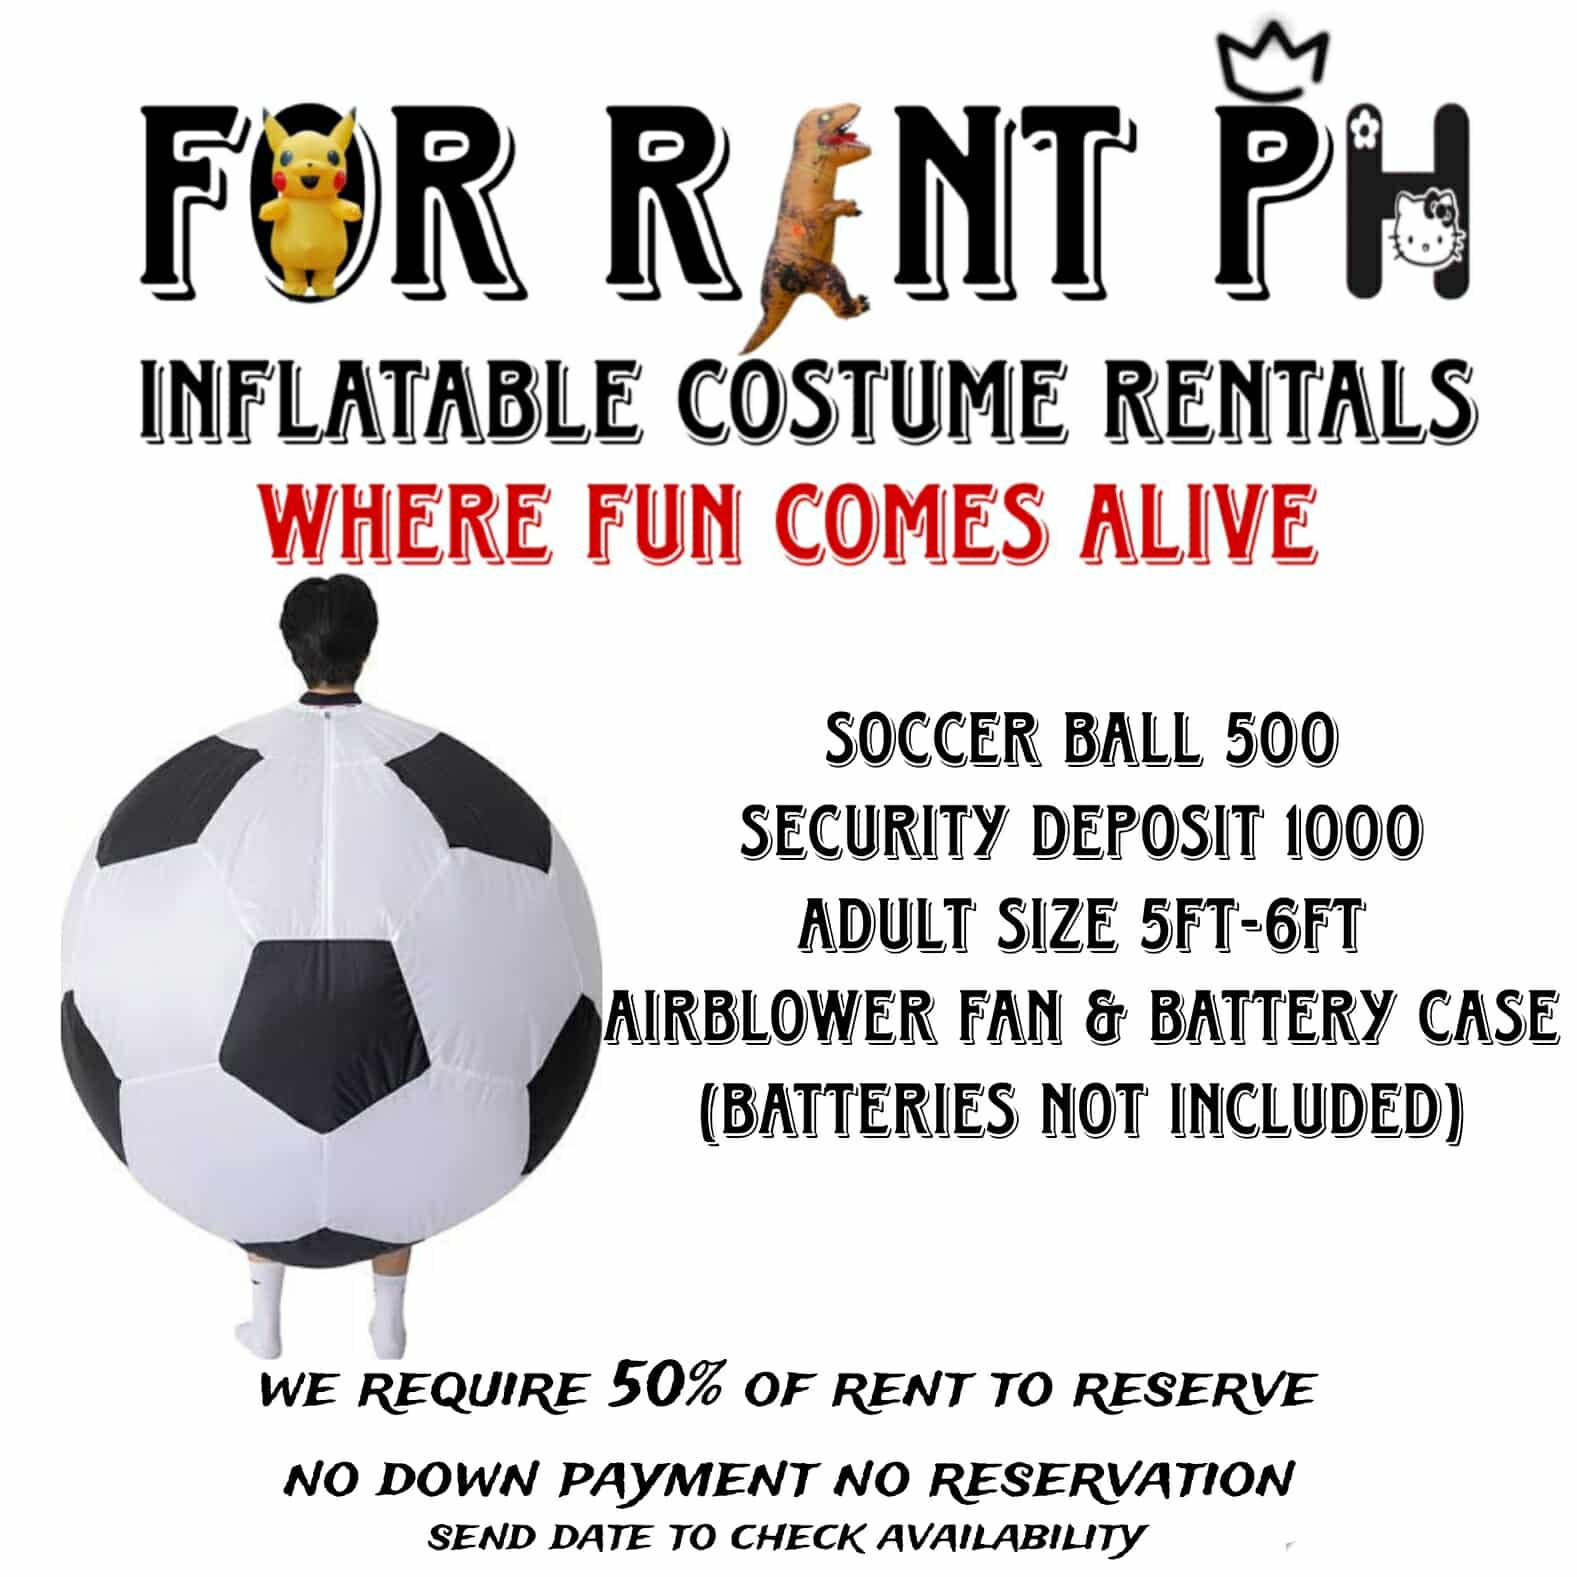 FOR RENT PH
INFLATABLE COSTUME RENTALS
WHERE FUN COMES ALIVE
SOCCER BALL 500
SECURITY DEPOSIT 1000
ADULT SIZE 5FT-6FT
AIRBLOWER FAN & BATTERY CASE
(BATTERIES NOT INCLUDED)
WE REQUIRE 50% OF RENT TO RESERVE
NO DOWN PAYMENT NO RESERVATION
SEND DATE TO CHECK AVAILABILITY